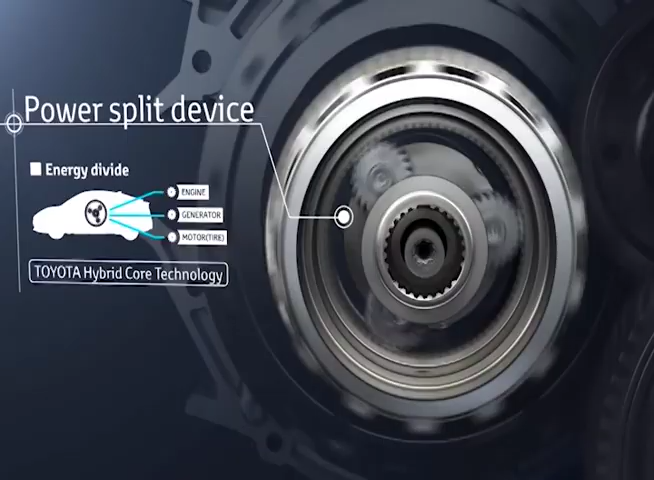 Power split device
Energy divide
ENGINE
GENERATOR
MOTOR(TIRE)
TOYOTA Hybrid Core Technology